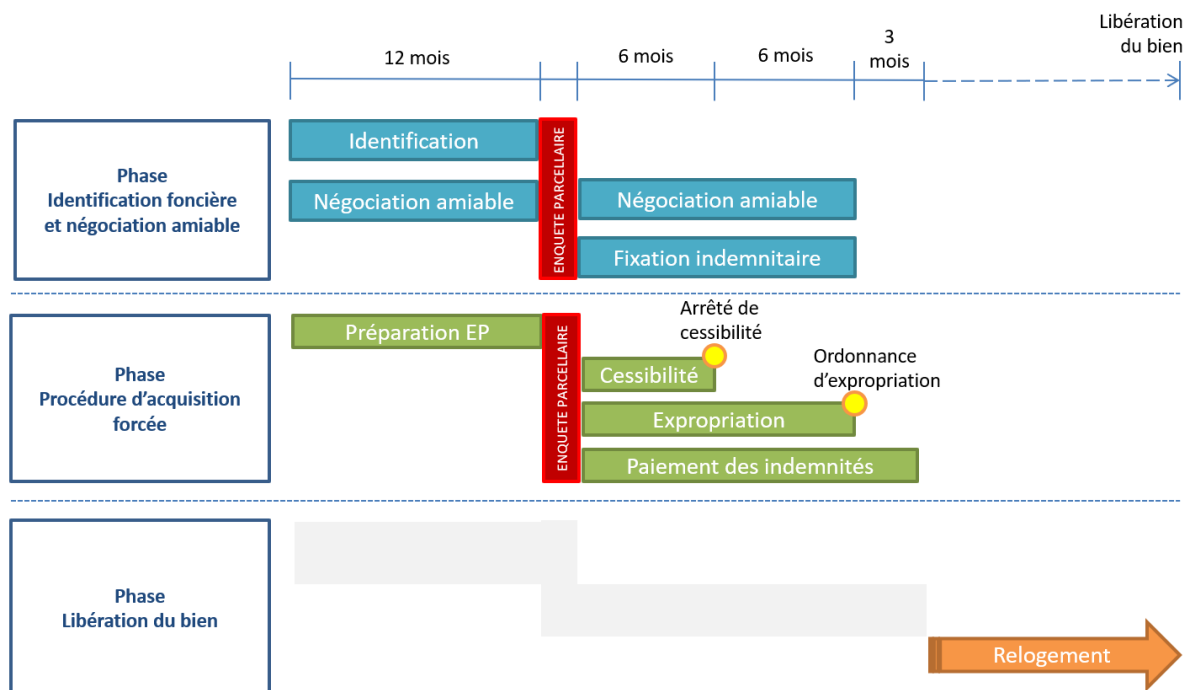 12 mois
6 mois
6 mois
3
mois
Libération
du bien
Phase
Identification foncière
et négociation amiable
Identification
Négociation amiable
ENQUETE PARCELLAIRE
Négociation amiable
Fixation indemnitaire
Phase
Procédure d'acquisition
forcée
Préparation EP
ENQUETE PARCELLAIRE
Arrêté de
cessibilité
Cessibilité
Ordonnance
d'expropriation
Expropriation
Paiement des indemnités
Phase
Libération du bien
Relogement